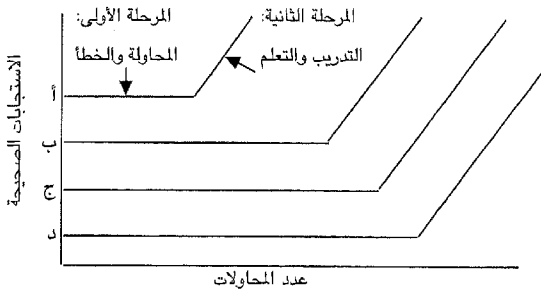 المرحلة الأولى:
المحاولة والخطأ
المرحلة الثانية:
التدريب والتعلم
الاستجابات الصحيحة
أ
ب
ج
د
عدد المحاولات